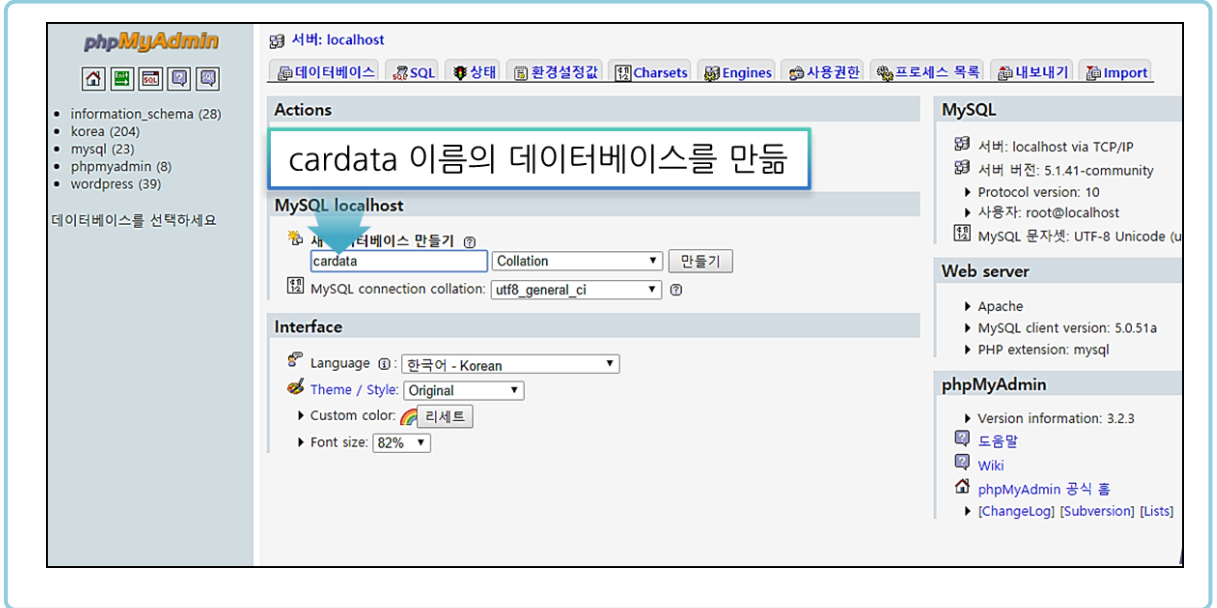 phpMyAdmin
information_schema (28)
korea (204)
mysql (23)
phpmyadmin (8)
wordpress (39)
데이터베이스를 선택하세요
서버: localhost
데이터베이스 SQL 상태 환경설정값 Charsets Engines 사용권한 프로세스 목록 내보내기 Import
Actions
cardata 이름의 데이터베이스를 만듦
MySQL localhost
새 이터베이스 만들기
cardata Collation 만들기
MySQL connection collation: utf8_general_ci
Interface
Language : 한국어 - Korean
Theme / Style: Original
Custom color: 리세트
Font size: 82%
MySQL
서버: localhost via TCP/IP
서버 버전: 5.1.41-community
Protocol version: 10
사용자: root@localhost
MySQL 문자셋: UTF-8 Unicode (u
Web server
Apache
MySQL client version: 5.0.51a
PHP extension: mysql
phpMyAdmin
Version information: 3.2.3
도움말
Wiki
phpMyAdmin 공식 홈
[ChangeLog] [Subversion] [Lists]